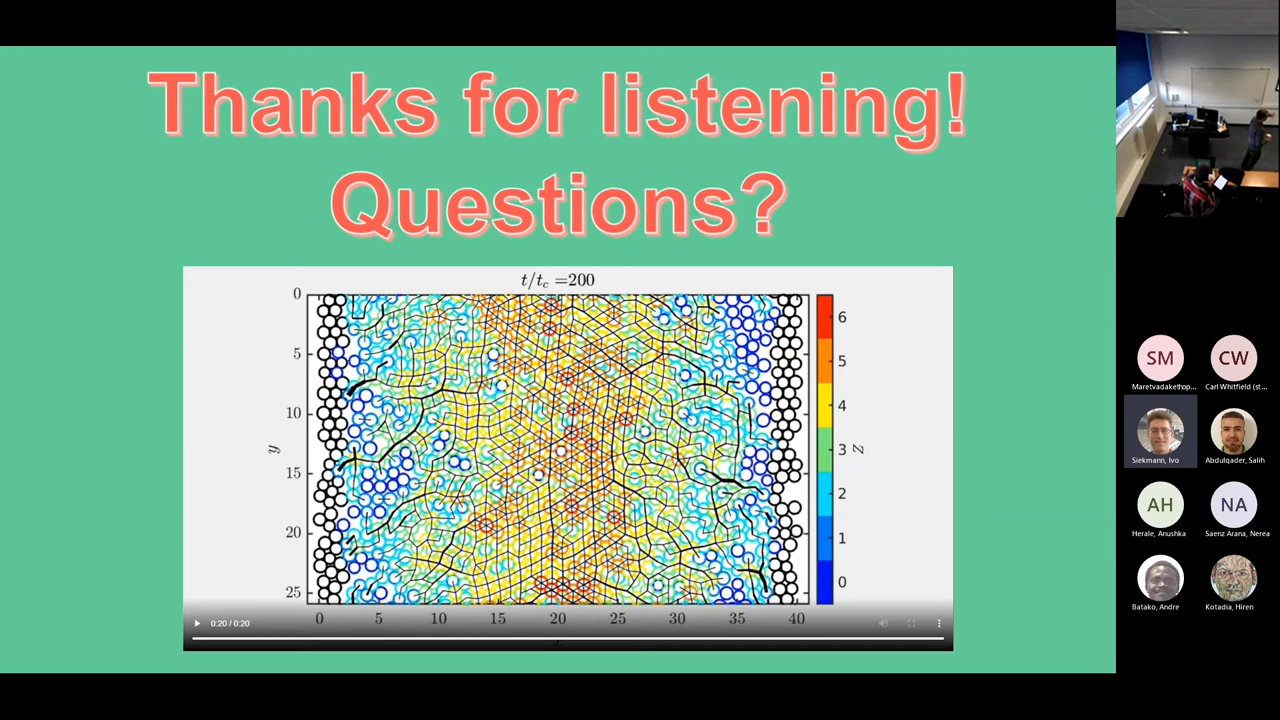 Thanks for listening!
Questions?
t/t_c =200
0
5
10
15
20
25
y
0 5 10 15 20 25 30 35 40
6
5
4
3
2
1
0
Z
0:20 / 0:20
SM
Maretvadakethop...
CW
Carl Whitfield (st...
Siekmann, Ivo
Abdulqader, Salih
AH
Herale, Anushka
NA
Saenz Arana, Nerea
Batako, Andre
Kotadia, Hiren